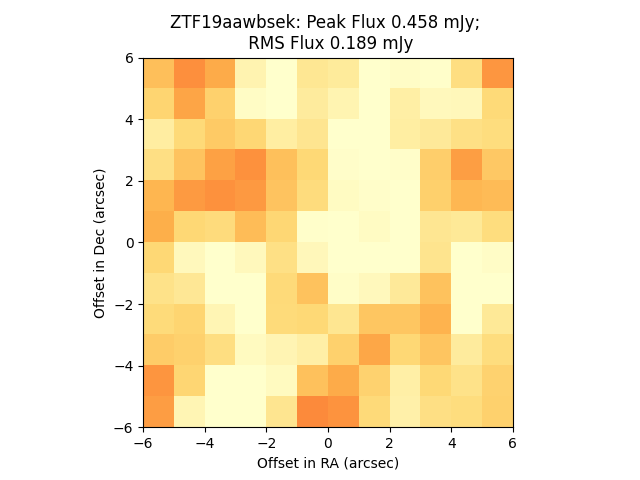 ZTF19aawbsek: Peak Flux 0.458 mJy;
RMS Flux 0.189 mJy
6
4
2
0
−2
−4
−6
Offset in Dec (arcsec)
−6 −4 −2 0 2 4 6
Offset in RA (arcsec)